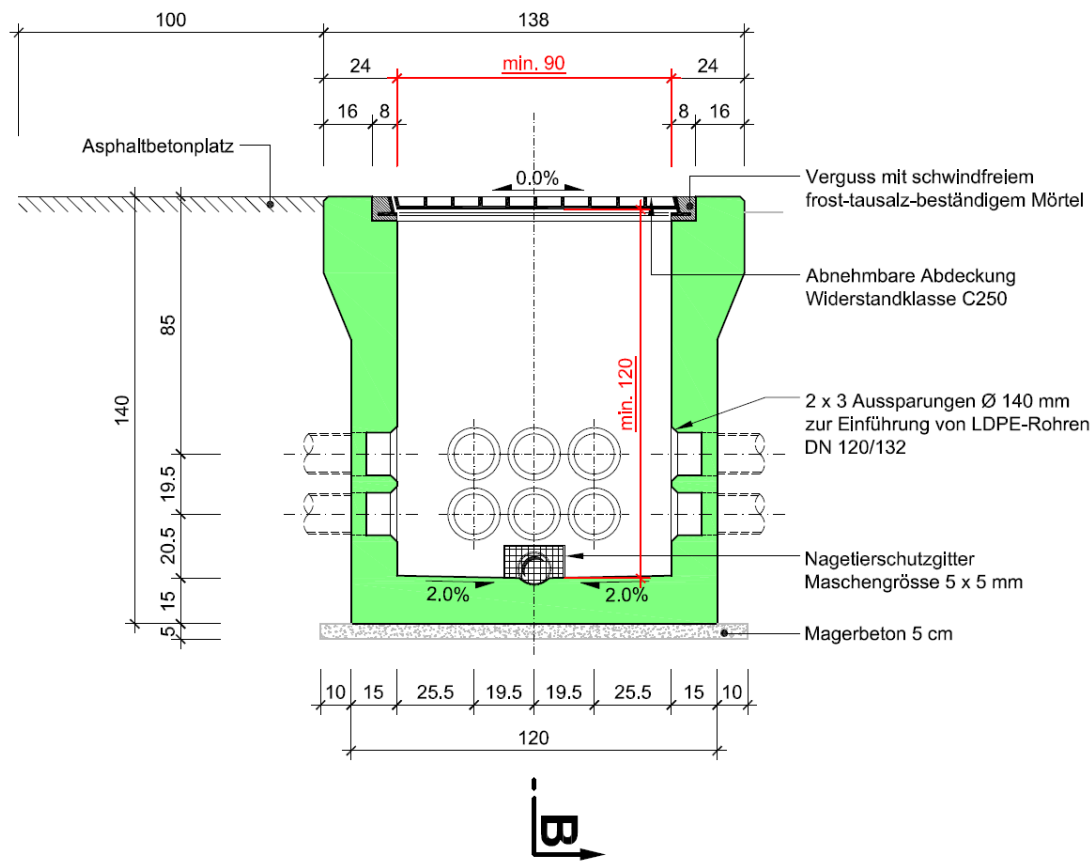 100
138
24
min. 90
24
16
8
8
16
Asphaltbetonplatz
0.0%
Verguss mit schwindfreiem
frost-tausalz-beständigem Mörtel
Abnehmbare Abdeckung
Widerstandklasse C250
85
140
min. 120
2 x 3 Aussparungen Ø 140 mm
zur Einführung von LDPE-Rohren
DN 120/132
19.5
20.5
Nagetierschutzgitter
Maschengrösse 5 x 5 mm
2.0%
2.0%
15
5
Magerbeton 5 cm
10
15
25.5
19.5
19.5
25.5
15
10
120
B